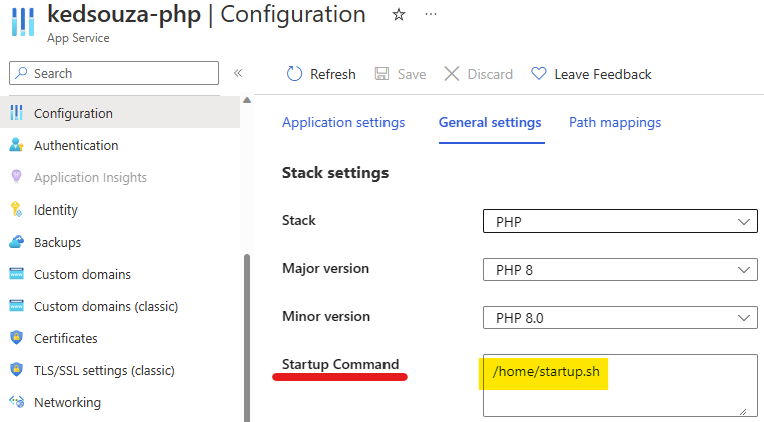 kedsouza-php | Configuration
App Service
Search
Refresh
Save
Discard
Leave Feedback
Configuration
Authentication
Application Insights
Identity
Backups
Custom domains
Custom domains (classic)
Certificates
TLS/SSL settings (classic)
Networking
Application settings
General settings
Path mappings
Stack settings
Stack
PHP
Major version
PHP 8
Minor version
PHP 8.0
Startup Command
/home/startup.sh